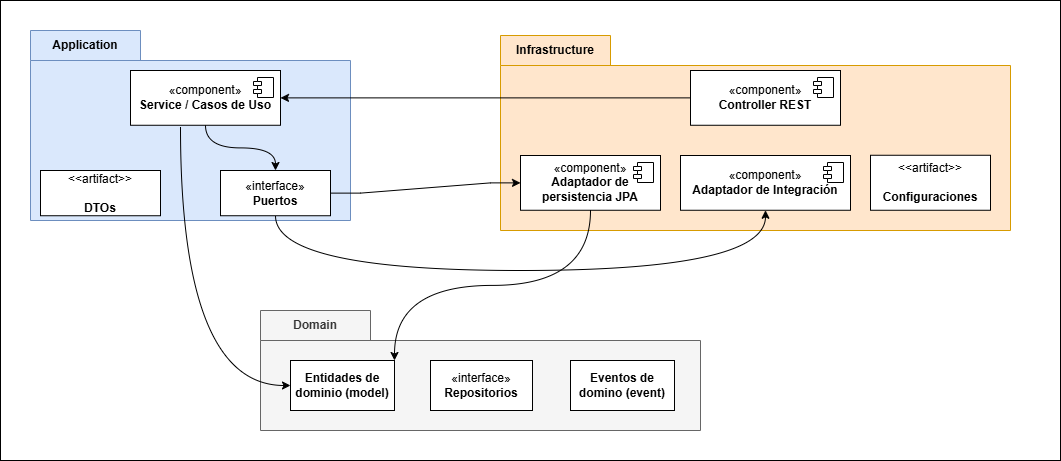 Application
«component»
Service / Casos de Uso
<<artifact>>
DTOs
«interface»
Puertos
Infrastructure
«component»
Controller REST
«component»
Adaptador de
persistencia JPA
«component»
Adaptador de Integración
<<artifact>>
Configuraciones
Domain
Entidades de
dominio (model)
«interface»
Repositorios
Eventos de
domino (event)